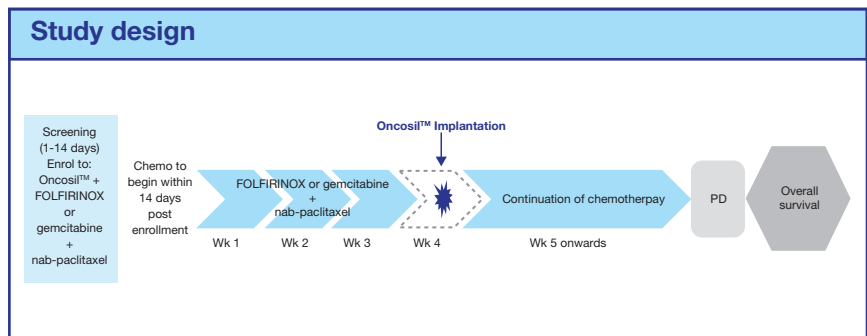 Study design
Screening
(1-14 days)
Enrol to:
Oncosil™ +
FOLFIRINOX
or
gemcitabine
+
nab-paclitaxel
Chemo to
begin within
14 days
post
enrollment
Oncosil™ Implantation
FOLFIRINOX or gemcitabine
+
nab-paclitaxel
Continuation of chemotherpay
PD
Overall
survival
Wk 1
Wk 2
Wk 3
Wk 4
Wk 5 onwards